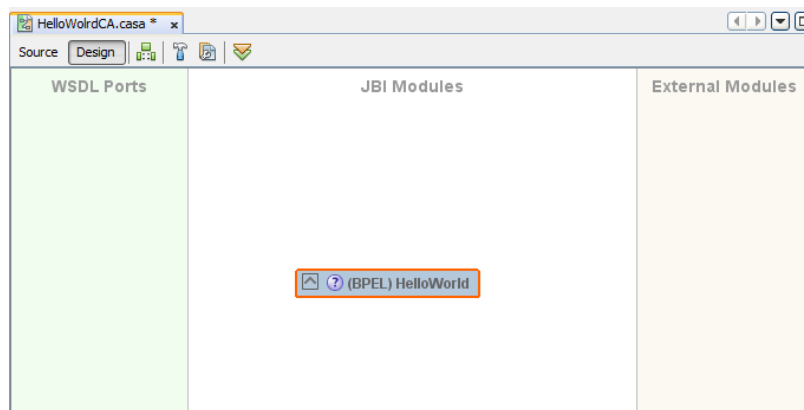 HelloWolrdCA.casa *
Source Design
WSDL Ports JBI Modules External Modules
(BPEL) HelloWorld